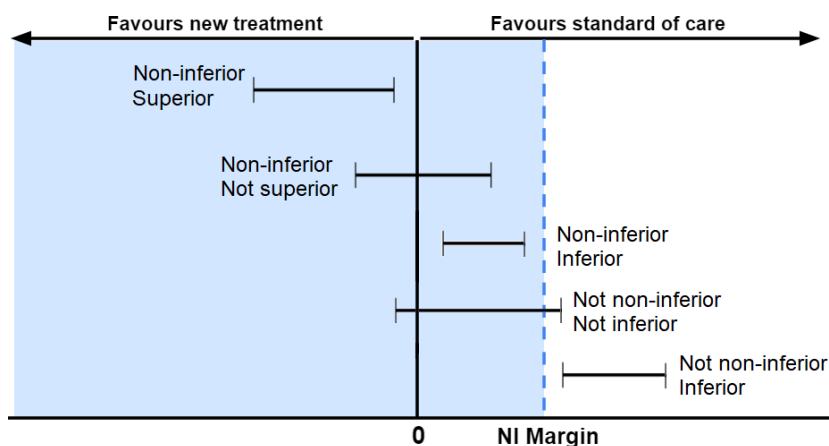 Favours new treatment
Favours standard of care
Non-inferior
Superior
Non-inferior
Not superior
Non-inferior
Inferior
Not non-inferior
Not inferior
Not non-inferior
Inferior
0
NI Margin